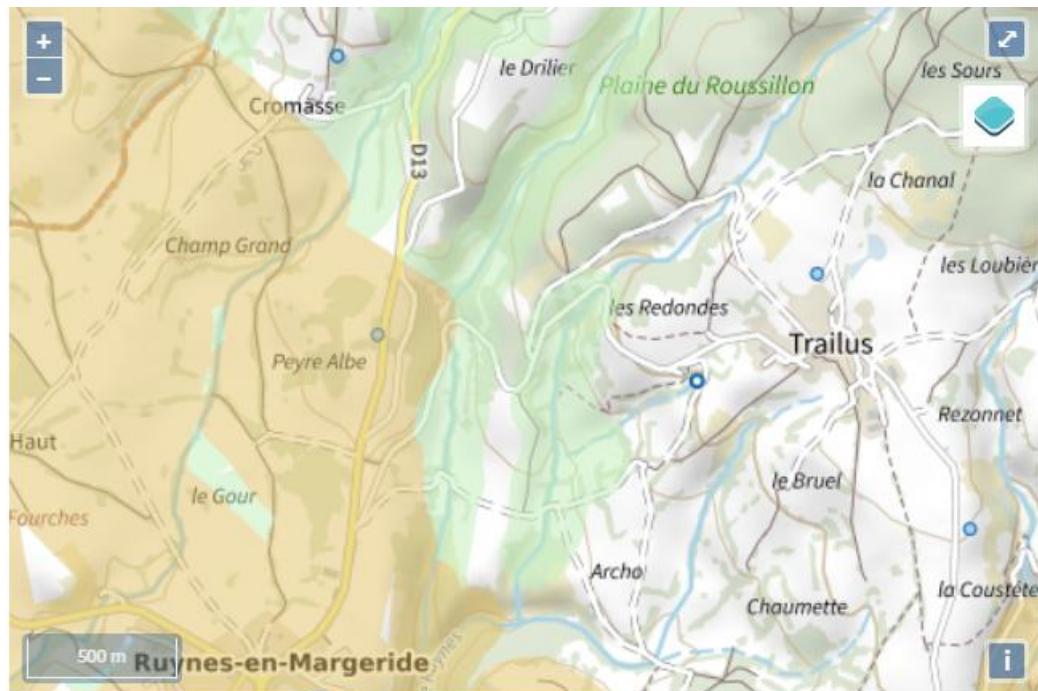 +
−
le Drilier
Plaine du Roussillon
les Sours
Cromasse
D13
la Chanal
Champ Grand
les Loubièr
les Redondes
Trailus
Peyre Albe
Rezonnet
Haut
le Bruel
le Gour
Fourches
Archo
la Coustète
Chaumette
500 m
Ruynes-en-Margeride
i